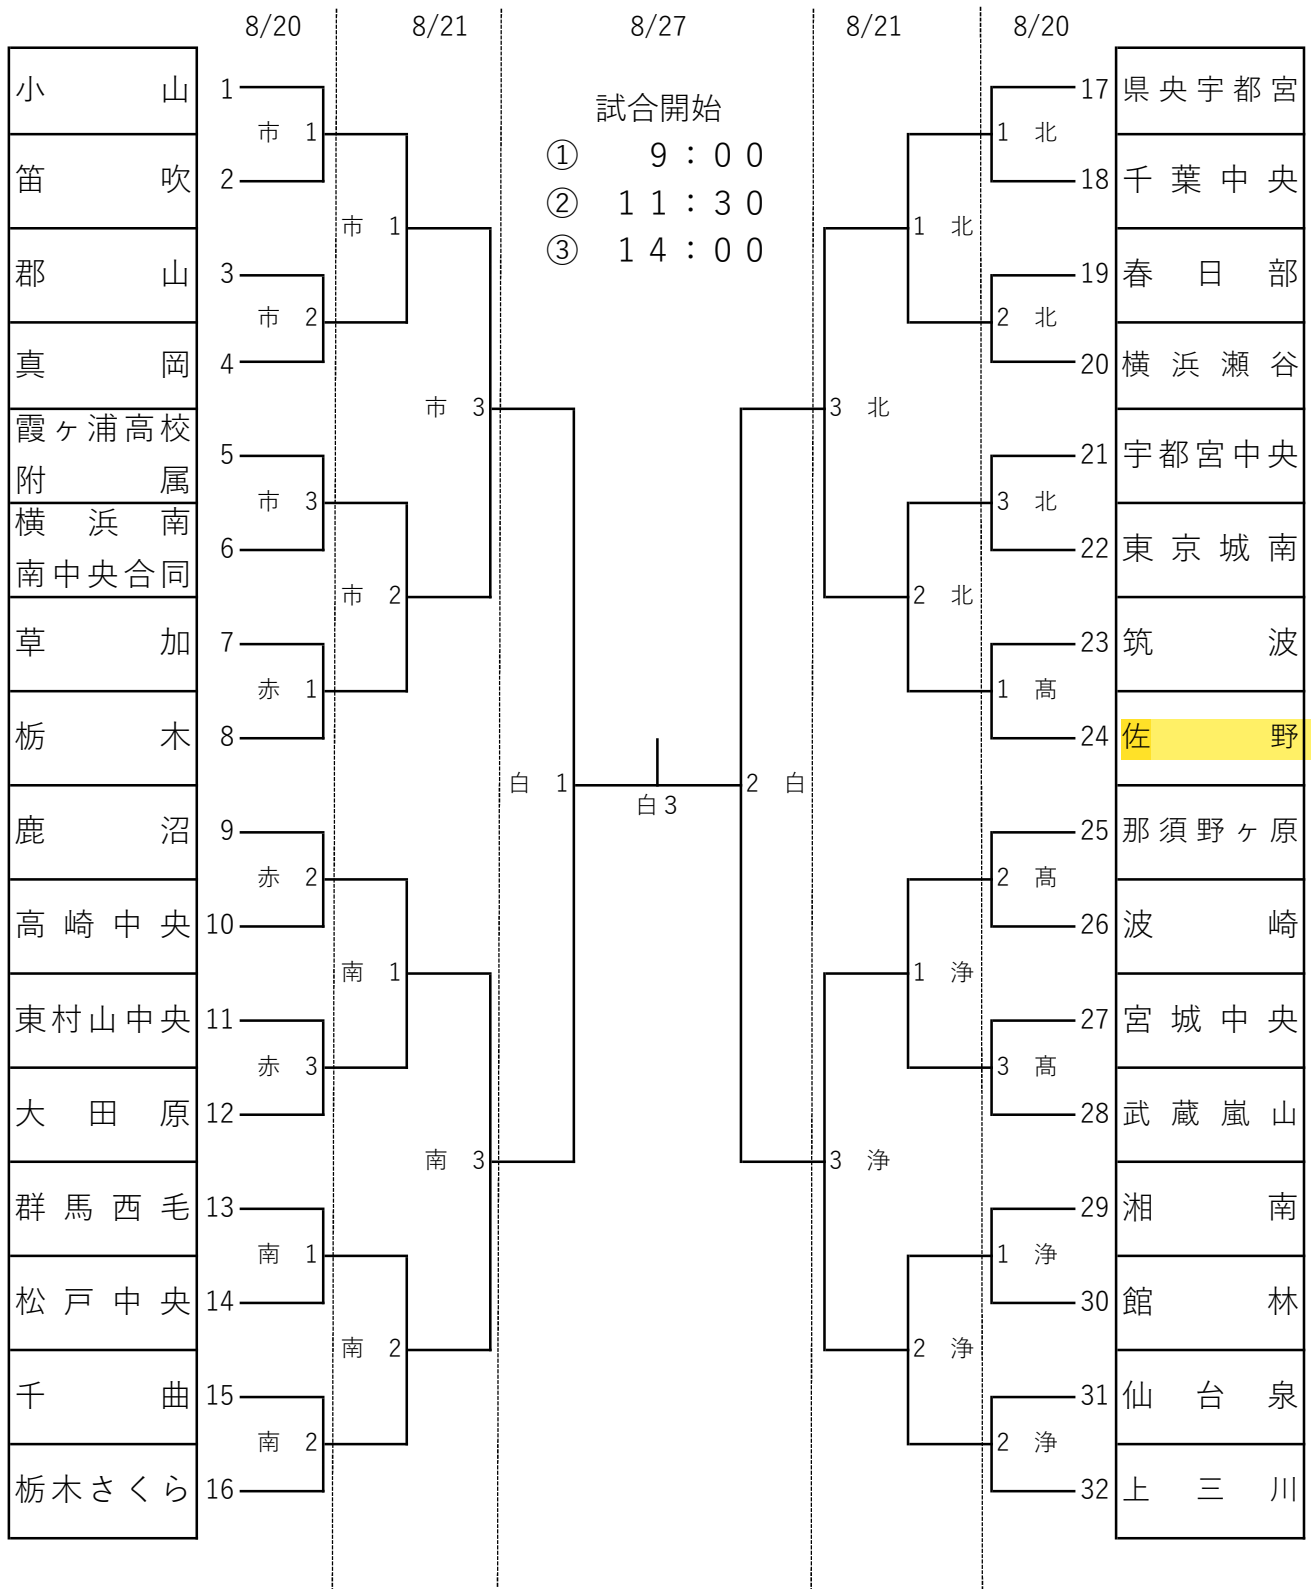 8/20 8/21 8/27 8/21 8/20
試合開始
① 9：00
② 11：30
③ 14：00
小山 1
市 1
笛吹 2
市 1
郡山 3
市 2
真岡 4
市 3
霞ヶ浦高校
附属 5
市 3
横浜南
南中央合同 6
市 2
草加 7
赤 1
栃木 8
白 1
鹿沼 9
赤 2
高崎中央 10
南 1
東村山中央 11
赤 3
大田原 12
南 3
群馬西毛 13
南 1
松戸中央 14
南 2
千曲 15
南 2
栃木さくら 16
白3
17 県央宇都宮
1 北
18 千葉中央
1 北
19 春日部
2 北
20 横浜瀬谷
3 北
21 宇都宮中央
3 北
22 東京城南
2 北
23 筑波
1 髙
24 佐野
2 白
25 那須野ヶ原
2 髙
26 波崎
1 浄
27 宮城中央
3 髙
28 武蔵嵐山
3 浄
29 湘南
1 浄
30 館林
2 浄
31 仙台泉
2 浄
32 上三川